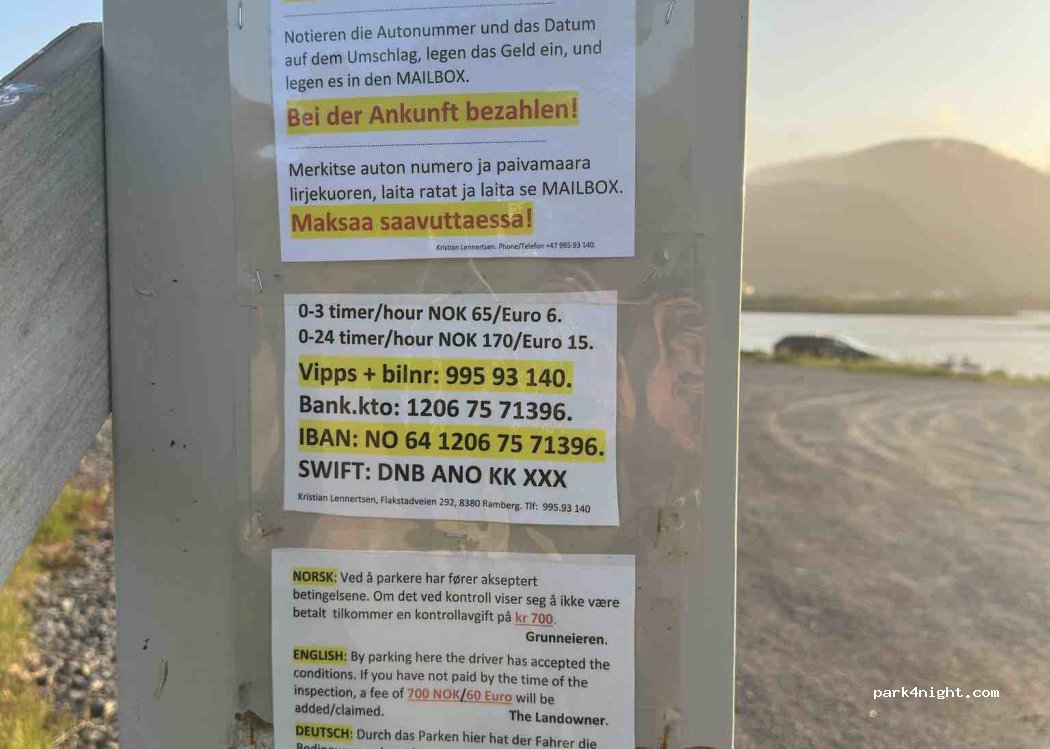 Notieren die Autonummer und das Datum
auf dem Umschlag, legen das Geld ein, und
legen es in den MAILBOX.
Bei der Ankunft bezahlen!
Merkitse auton numero ja paivamaara
lirjekuoren, laita ratat ja laita se MAILBOX.
Maksaa saavuttaessa!
Kristian Lennertsen. Phone/Telefon +47 995 93 140.
0-3 timer/hour NOK 65/Euro 6.
0-24 timer/hour NOK 170/Euro 15.
Vipps + bilnr: 995 93 140.
Bank.kto: 1206 75 71396.
IBAN: NO 64 1206 75 71396.
SWIFT: DNB ANO KK XXX
Kristian Lennertsen, Flakstadveien 292, 8380 Ramberg. Tlf: 995.93 140
NORSK: Ved å parkere har fører akseptert
betingelsene. Om det ved kontroll viser seg å ikke være
betalt tilkommer en kontrollavgift på kr 700.
Grunneieren.
ENGLISH: By parking here the driver has accepted the
conditions. If you have not paid by the time of the
inspection, a fee of 700 NOK/60 Euro will be
added/claimed.
The Landowner.
DEUTSCH: Durch das Parken hier hat der Fahrer die
park4night.com